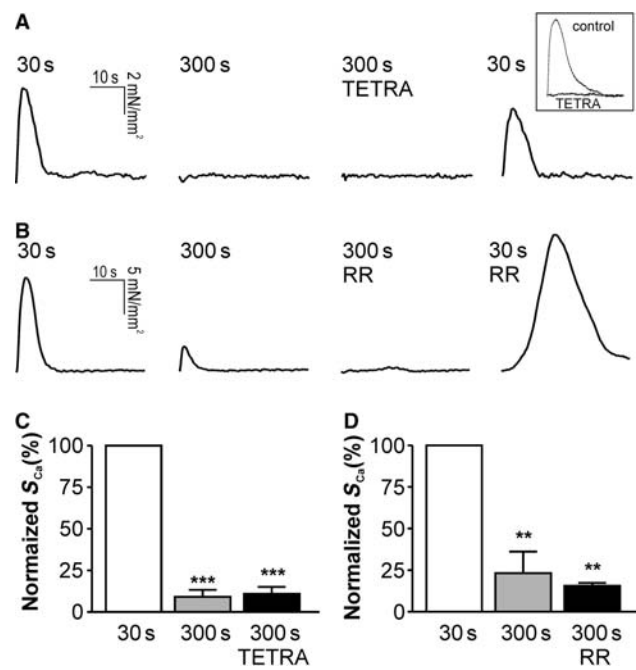 A
30 s
10 s
2 mN/mm²
300 s
300 s
TETRA
30 s
control
TETRA
B
30 s
10 s
5 mN/mm²
300 s
300 s
RR
30 s
RR
C
Normaized S_Ca(%)
100
75
50
25
0
***
***
30 s
300 s
300 s
TETRA
D
Normalized S_Ca(%)
100
75
50
25
0
**
**
30 s
300 s
300 s
RR